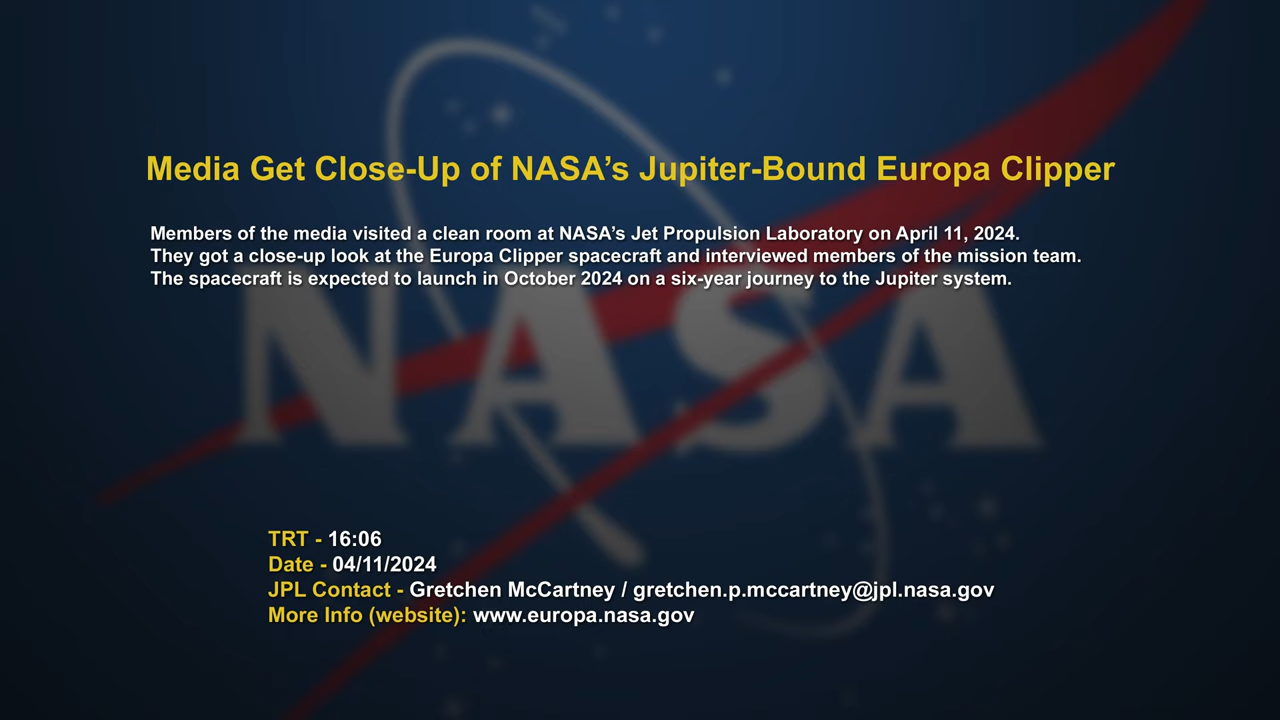 Media Get Close-Up of NASA’s Jupiter-Bound Europa Clipper
Members of the media visited a clean room at NASA’s Jet Propulsion Laboratory on April 11, 2024.
They got a close-up look at the Europa Clipper spacecraft and interviewed members of the mission team.
The spacecraft is expected to launch in October 2024 on a six-year journey to the Jupiter system.
NASA
TRT - 16:06
Date - 04/11/2024
JPL Contact - Gretchen McCartney / gretchen.p.mccartney@jpl.nasa.gov
More Info (website): www.europa.nasa.gov